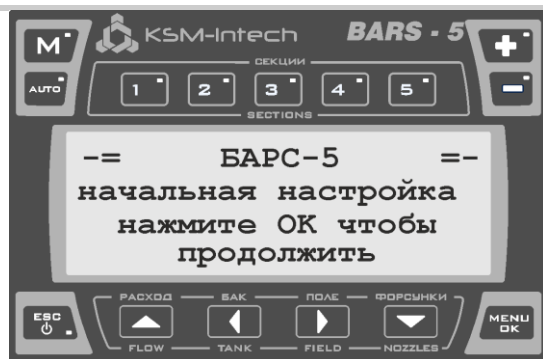 M
KSM-Intech
BARS - 5
+
AUTO
СЕКЦИИ
1 2 3 4 5
SECTIONS
-= БАРС-5 =-
начальная настройка
нажмите ОК чтобы
продолжить
ESC
РАСХОД БАК ПОЛЕ ФОРСУНКИ
FLOW TANK FIELD NOZZLES
MENU
OK